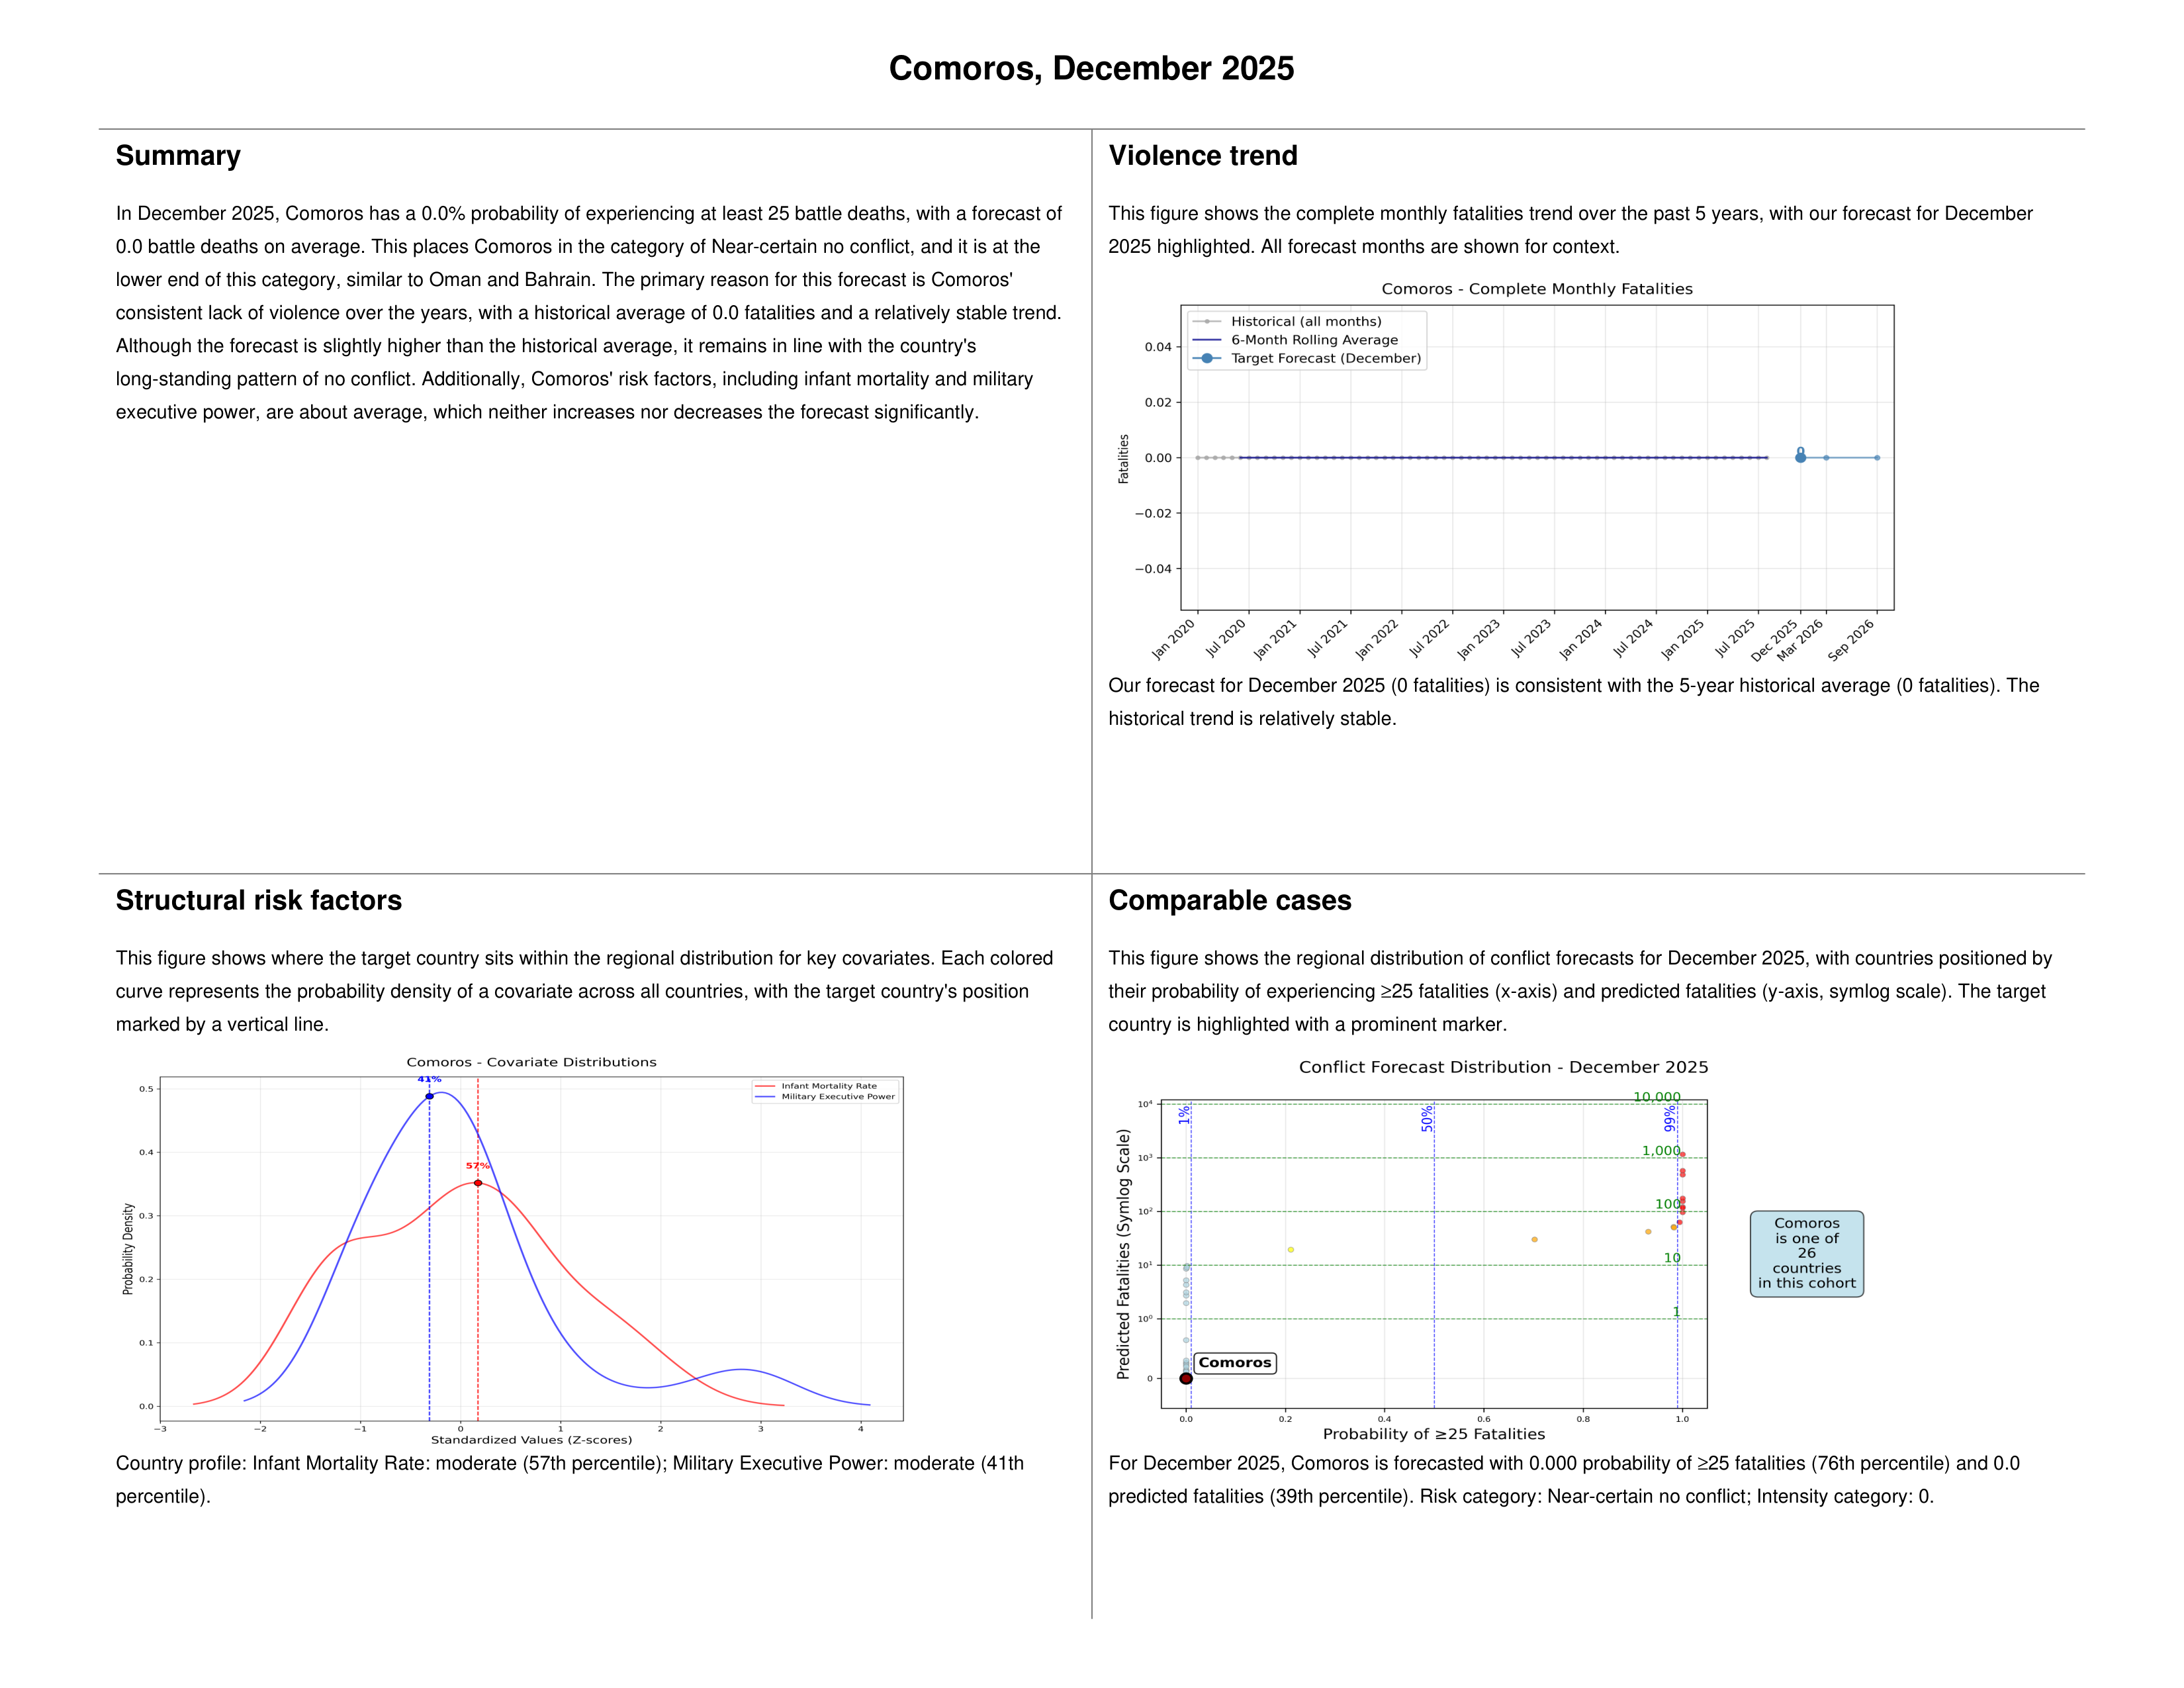 Comoros, December 2025
Summary
In December 2025, Comoros has a 0.0% probability of experiencing at least 25 battle deaths, with a forecast of
0.0 battle deaths on average. This places Comoros in the category of Near-certain no conflict, and it is at the
lower end of this category, similar to Oman and Bahrain. The primary reason for this forecast is Comoros'
consistent lack of violence over the years, with a historical average of 0.0 fatalities and a relatively stable trend.
Although the forecast is slightly higher than the historical average, it remains in line with the country's
long-standing pattern of no conflict. Additionally, Comoros' risk factors, including infant mortality and military
executive power, are about average, which neither increases nor decreases the forecast significantly.
Violence trend
This figure shows the complete monthly fatalities trend over the past 5 years, with our forecast for December
2025 highlighted. All forecast months are shown for context.
Comoros - Complete Monthly Fatalities
Historical (all months)
6-Month Rolling Average
Target Forecast (December)
Fatalities
0.04
0.02
0.00
−0.02
−0.04
0
Jan 2020
Jul 2020
Jan 2021
Jul 2021
Jan 2022
Jul 2022
Jan 2023
Jul 2023
Jan 2024
Jul 2024
Jan 2025
Jul 2025
Dec 2025
Mar 2026
Sep 2026
Our forecast for December 2025 (0 fatalities) is consistent with the 5-year historical average (0 fatalities). The
historical trend is relatively stable.
Structural risk factors
This figure shows where the target country sits within the regional distribution for key covariates. Each colored
curve represents the probability density of a covariate across all countries, with the target country's position
marked by a vertical line.
Comoros - Covariate Distributions
41%
57%
Infant Mortality Rate
Military Executive Power
Probability Density
0.5
0.4
0.3
0.2
0.1
0.0
−3
−2
−1
0
1
2
3
4
Standardized Values (Z-scores)
Country profile: Infant Mortality Rate: moderate (57th percentile); Military Executive Power: moderate (41th
percentile).
Comparable cases
This figure shows the regional distribution of conflict forecasts for December 2025, with countries positioned by
their probability of experiencing ≥25 fatalities (x-axis) and predicted fatalities (y-axis, symlog scale). The target
country is highlighted with a prominent marker.
Conflict Forecast Distribution - December 2025
Predicted Fatalities (Symlog Scale)
10⁴
10³
10²
10¹
10⁰
0
1%
50%
99%
10,000
1,000
100
10
1
Comoros
0.0
0.2
0.4
0.6
0.8
1.0
Probability of ≥25 Fatalities
Comoros
is one of
26
countries
in this cohort
For December 2025, Comoros is forecasted with 0.000 probability of ≥25 fatalities (76th percentile) and 0.0
predicted fatalities (39th percentile). Risk category: Near-certain no conflict; Intensity category: 0.